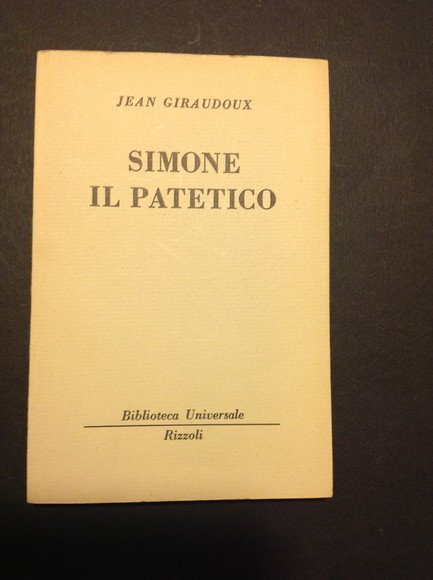 JEAN GIRAUDOUX
SIMONE
IL PATETICO
Biblioteca Universale
Rizzoli